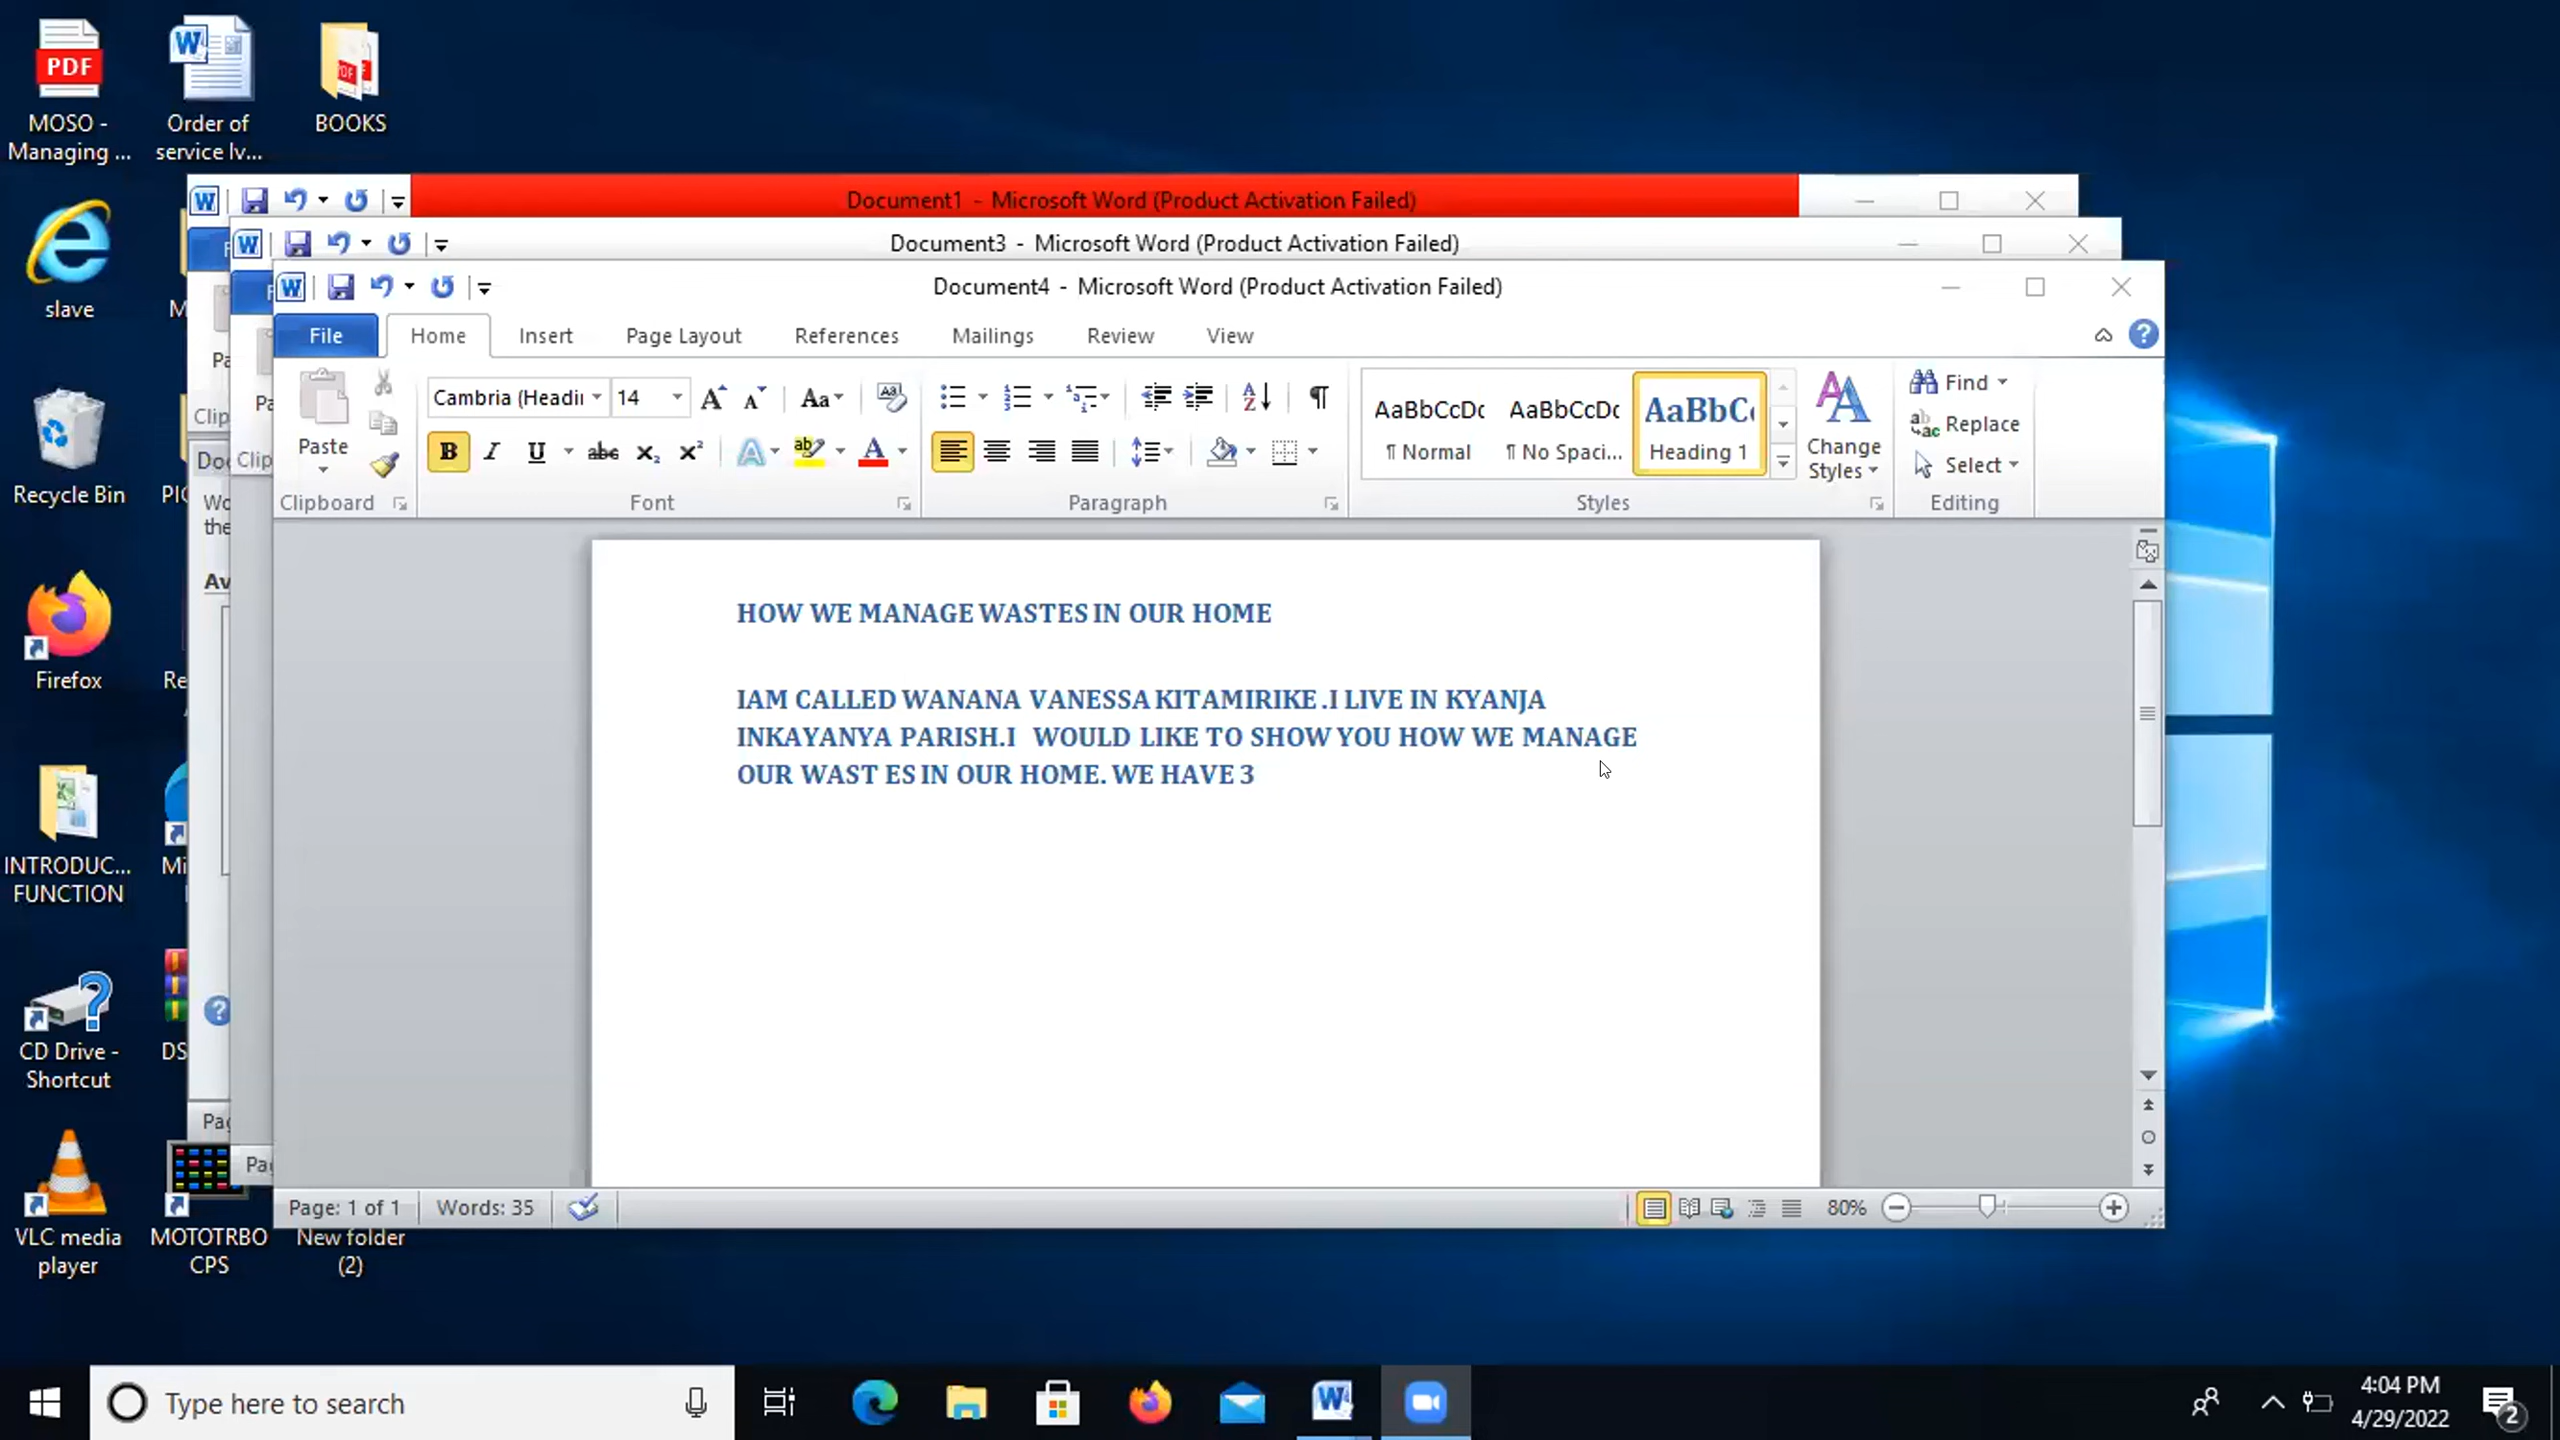 MOSO -
Managing ...
Order of
service lv...
BOOKS
slave
Recycle Bin
Firefox
INTRODUC...
FUNCTION
CD Drive -
Shortcut
VLC media
player
MOTOTRBO
CPS
New folder
(2)
PDF
Document1 - Microsoft Word (Product Activation Failed)
Document3 - Microsoft Word (Product Activation Failed)
Document4 - Microsoft Word (Product Activation Failed)
File Home Insert Page Layout References Mailings Review View
Paste
Clipboard
Cambria (Headi 14
Font
Paragraph
AaBbCcDc AaBbCcDc AaBbC
¶ Normal ¶ No Spaci... Heading 1
Change
Styles
Styles
Find
Replace
Select
Editing
HOW WE MANAGE WASTES IN OUR HOME
IAM CALLED WANANA VANESSA KITAMIRIKE .I LIVE IN KYANJA
INKAYANYA PARISH.I WOULD LIKE TO SHOW YOU HOW WE MANAGE
OUR WAST ES IN OUR HOME. WE HAVE 3
Page: 1 of 1 Words: 35 80%
Type here to search
4:04 PM
4/29/2022
2